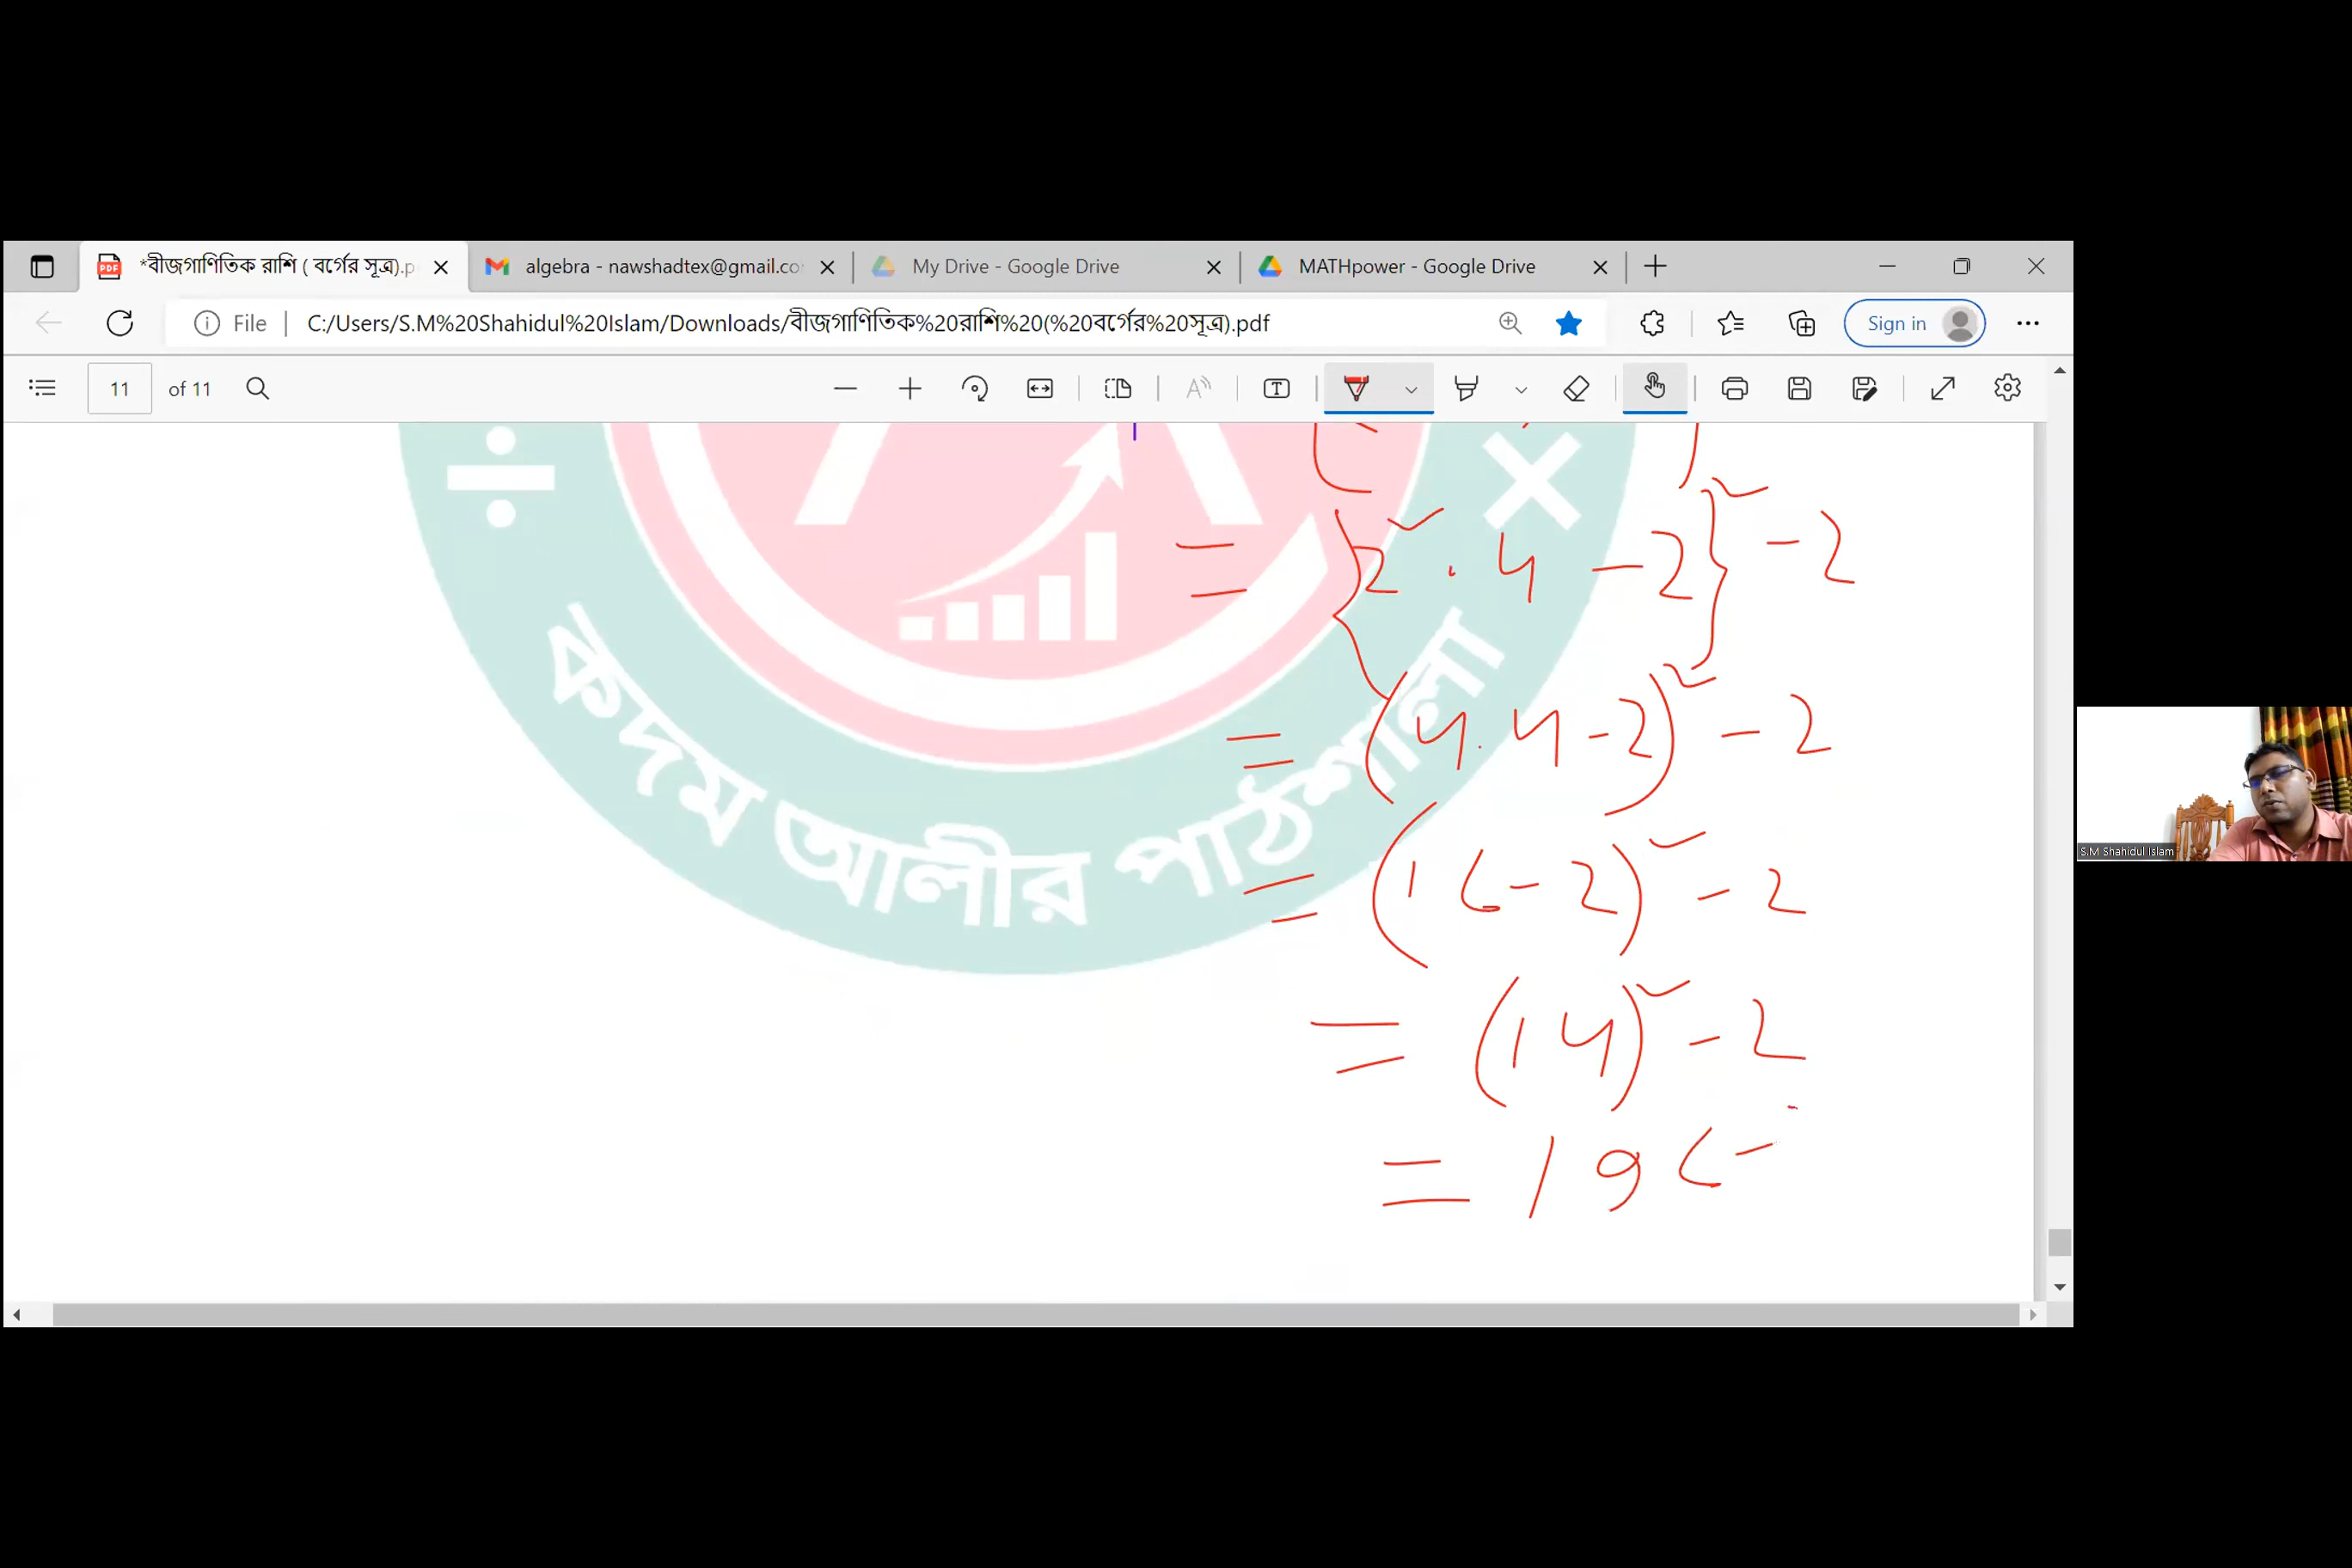 *বীজগাণিতিক রাশি ( বর্গের সূত্র).p
algebra - nawshadtex@gmail.co
My Drive - Google Drive
MATHpower - Google Drive
File
C:/Users/S.M%20Shahidul%20Islam/Downloads/বীজগাণিতিক%20রাশি%20(%20বর্গের%20সূত্র).pdf
Sign in
11 of 11
= {2² · 4 - 2}² - 2
= (4.4 - 2)² - 2
= (16 - 2)² - 2
= (14)² - 2
= 196 -
কদম আলীর পাঠশালা
S.M Shahidul Islam